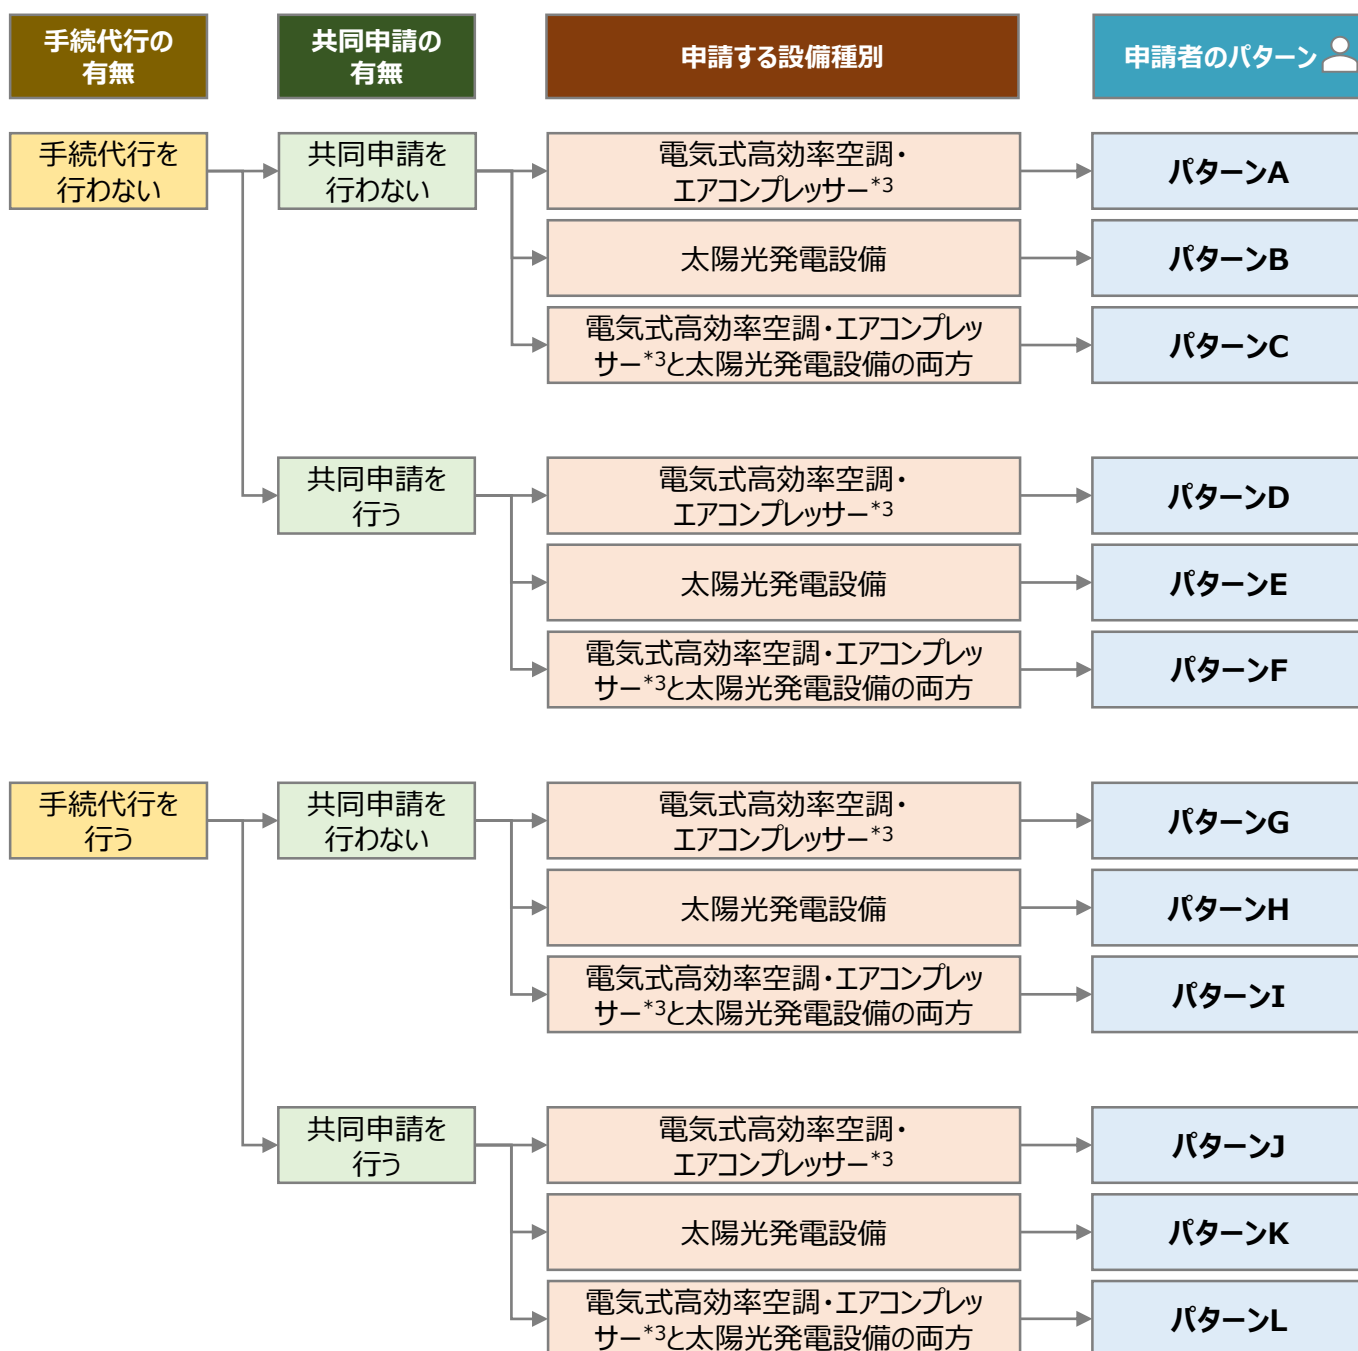 手続代行の
有無
共同申請の
有無
申請する設備種別
申請者のパターン
手続代行を
行わない
共同申請を
行わない
電気式高効率空調・
エアコンプレッサー*3
パターンA
太陽光発電設備
パターンB
電気式高効率空調・エアコンプレッ
サー*3と太陽光発電設備の両方
パターンC
共同申請を
行う
電気式高効率空調・
エアコンプレッサー*3
パターンD
太陽光発電設備
パターンE
電気式高効率空調・エアコンプレッ
サー*3と太陽光発電設備の両方
パターンF
手続代行を
行う
共同申請を
行わない
電気式高効率空調・
エアコンプレッサー*3
パターンG
太陽光発電設備
パターンH
電気式高効率空調・エアコンプレッ
サー*3と太陽光発電設備の両方
パターンI
共同申請を
行う
電気式高効率空調・
エアコンプレッサー*3
パターンJ
太陽光発電設備
パターンK
電気式高効率空調・エアコンプレッ
サー*3と太陽光発電設備の両方
パターンL